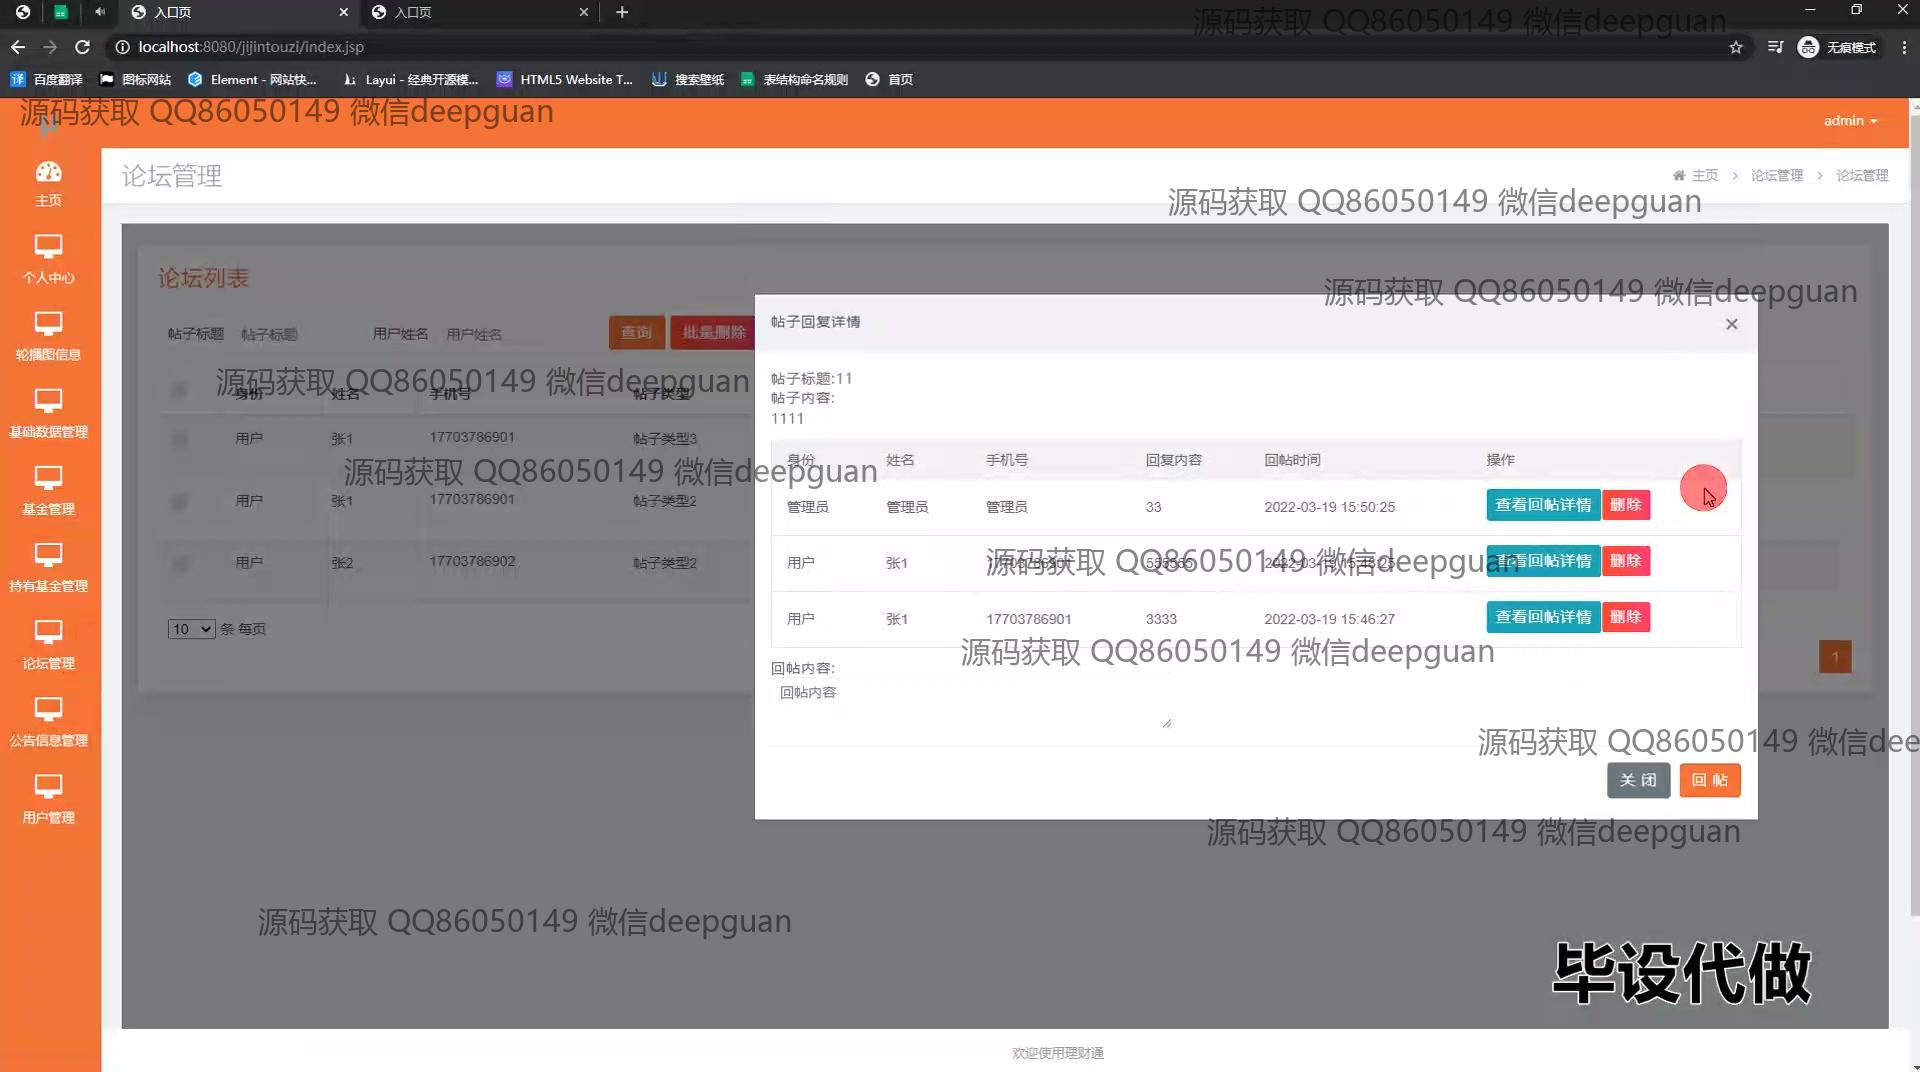 入口页
入口页
源码获取 QQ86050149 微信deepguan
localhost:8080/jijintouzi/index.jsp
无痕模式
百度翻译 图标网站 Element - 网站快... Layui - 经典开源模... HTML5 Website T... 搜索壁纸 表结构命名规则 首页
源码获取 QQ86050149 微信deepguan
admin
主页
个人中心
轮播图信息
基础数据管理
基金管理
持有基金管理
论坛管理
公告信息管理
用户管理
论坛管理
主页 > 论坛管理 > 论坛管理
源码获取 QQ86050149 微信deepguan
论坛列表
源码获取 QQ86050149 微信deepguan
帖子标题 帖子标题 用户姓名 用户姓名 查询 批量删除
源码获取 QQ86050149 微信deepguan
身份 姓名 手机号 帖子类型
用户 张1 17703786901 帖子类型3
源码获取 QQ86050149 微信deepguan
用户 张1 17703786901 帖子类型2
用户 张2 17703786902 帖子类型2
10 条 每页
1
帖子回复详情
帖子标题:11
帖子内容:
1111
身份 姓名 手机号 回复内容 回帖时间 操作
管理员 管理员 管理员 33 2022-03-19 15:50:25 查看回帖详情 删除
用户 张1 17703786901 555555 2022-03-19 15:48:25 查看回帖详情 删除
源码获取 QQ86050149 微信deepguan
用户 张1 17703786901 3333 2022-03-19 15:46:27 查看回帖详情 删除
源码获取 QQ86050149 微信deepguan
回帖内容:
回帖内容
源码获取 QQ86050149 微信dee
关 闭 回 帖
源码获取 QQ86050149 微信deepguan
源码获取 QQ86050149 微信deepguan
毕设代做
欢迎使用理财通